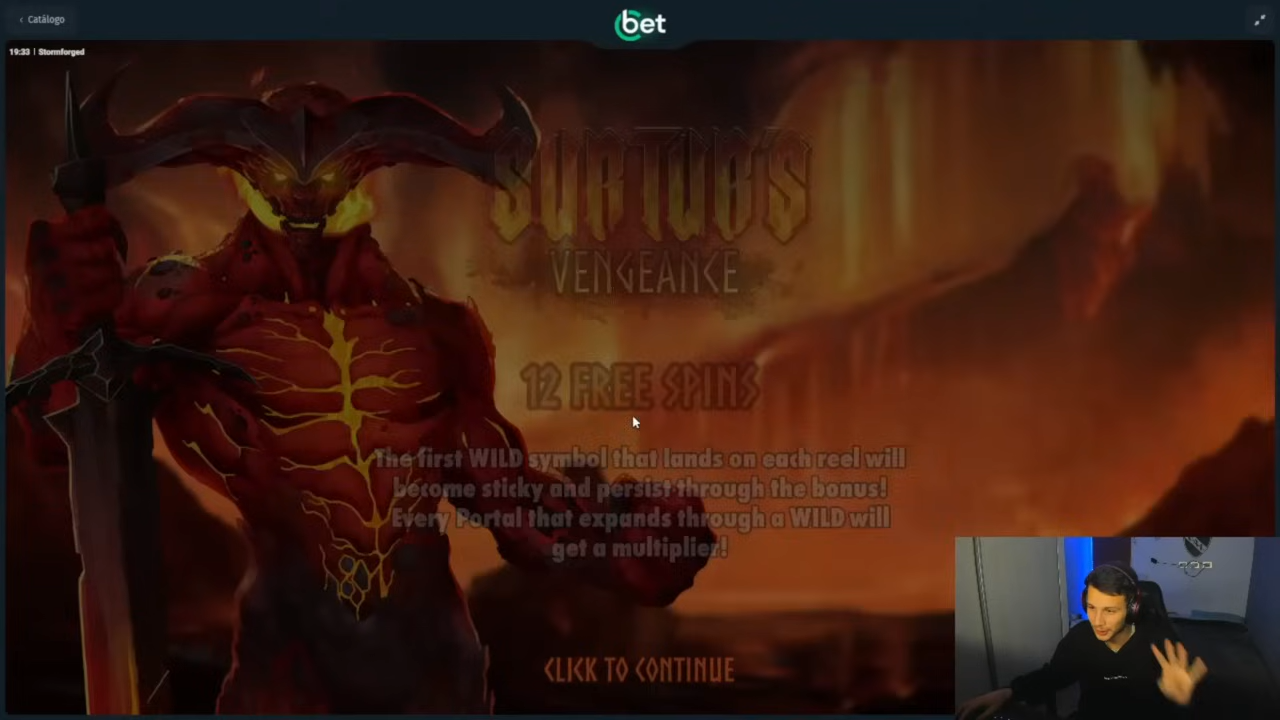 ‹ Catálogo
bet
19:33 | Stormforged
SURTUR'S
VENGEANCE
12 FREE SPINS
The first WILD symbol that lands on each reel will
become sticky and persist through the bonus!
Every Portal that expands through a WILD will
get a multiplier!
CLICK TO CONTINUE